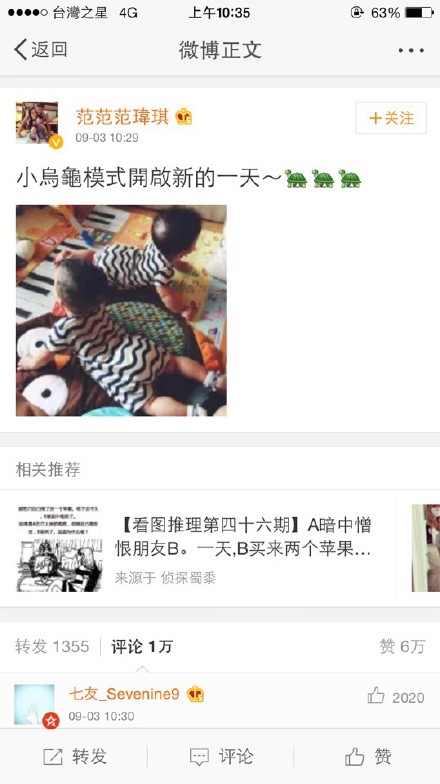 台灣之星 4G 上午10:35 63%
返回 微博正文
范范范瑋琪
+关注
09-03 10:29
小烏龜模式開啟新的一天～
相关推荐
【看图推理第四十六期】A暗中憎
恨朋友B。一天,B买来两个苹果...
来源于 侦探蜀黍
转发 1355 评论 1万 赞 6万
七友_Sevenine9
2020
09-03 10:30
转发 评论 赞